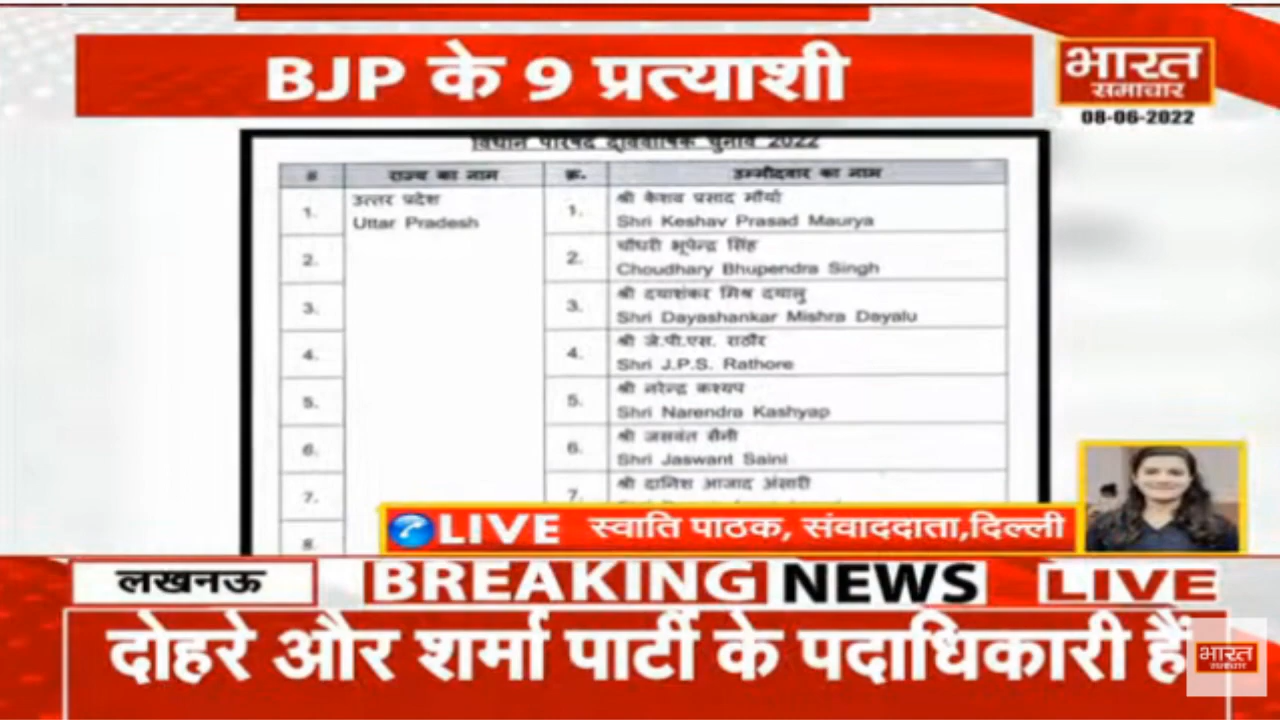 BJP के 9 प्रत्याशी
भारत
समाचार
08-06-2022
विधान परिषद द्विवार्षिक चुनाव 2022
# राज्य का नाम क्र. उम्मीदवार का नाम
1. उत्तर प्रदेश 1. श्री केशव प्रसाद मौर्या
Uttar Pradesh Shri Keshav Prasad Maurya
2. 2. चौधरी भूपेन्द्र सिंह
Choudhary Bhupendra Singh
3. 3. श्री दयाशंकर मिश्र दयालु
Shri Dayashankar Mishra Dayalu
4. 4. श्री जे.पी.एस. राठौर
Shri J.P.S. Rathore
5. 5. श्री नरेन्द्र कश्यप
Shri Narendra Kashyap
6. 6. श्री जसवंत सैनी
Shri Jaswant Saini
7. 7. श्री दानिश आजाद अंसारी
8.
LIVE स्वाति पाठक, संवाददाता,दिल्ली
लखनऊ BREAKING NEWS LIVE
दोहरे और शर्मा पार्टी के पदाधिकारी हैं
भारत
समाचार